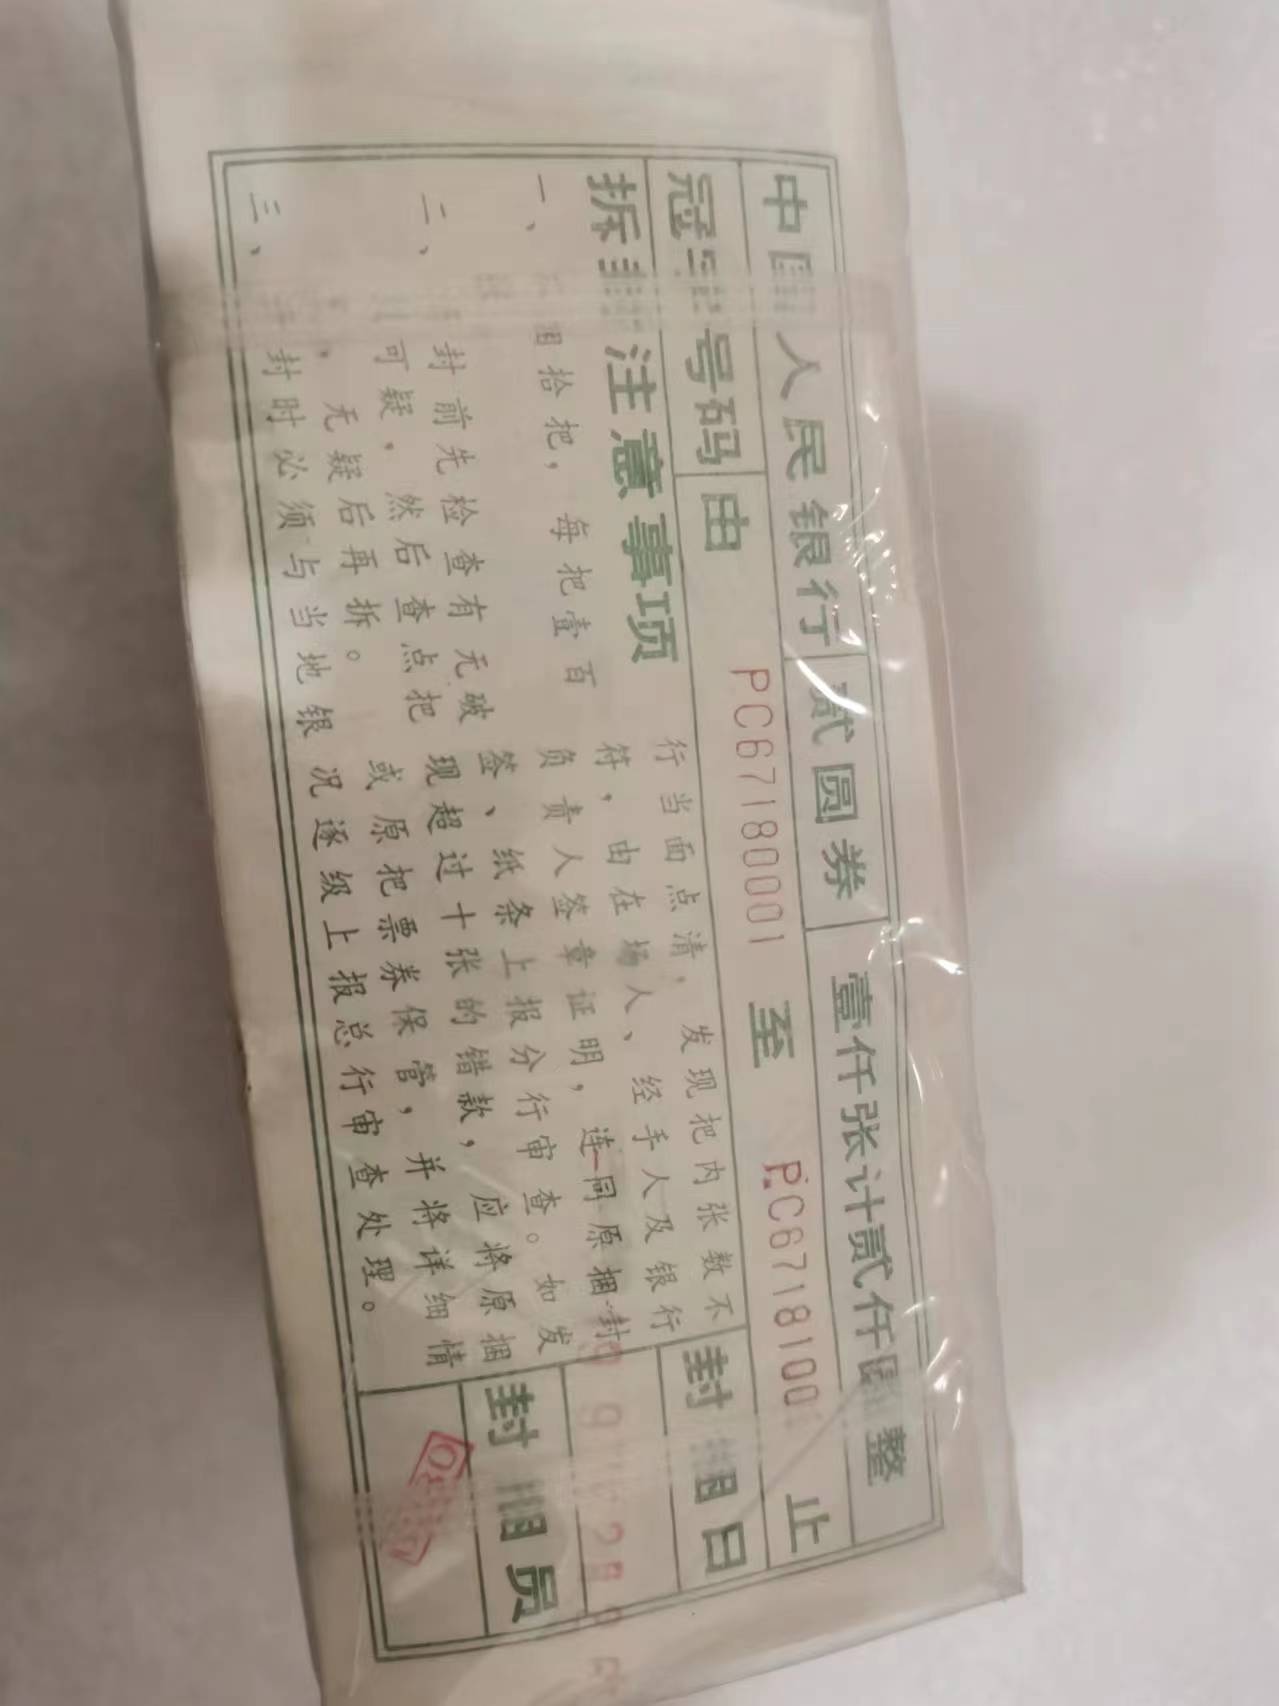 中国人民银行 贰圆券 壹仟张计贰仟圆整
冠字号码 由 PC67180001 至 PC6718100 止
拆捆注意事项
一、捆拾把，每把壹百
二、封前先检查有无破
可疑，然后查点把
，无疑后再拆。
三、封时必须与当地银
行当面点清，发现把内张数不
符，由在场人、经手人及银行
负责人签章证明，连同原捆封
签、纸条上报分行审查。如发
现超过十张的错款，应将原捆
或原把票券保管，并将详细情
况逐级上报总行审查处理。
封捆日
封捆员